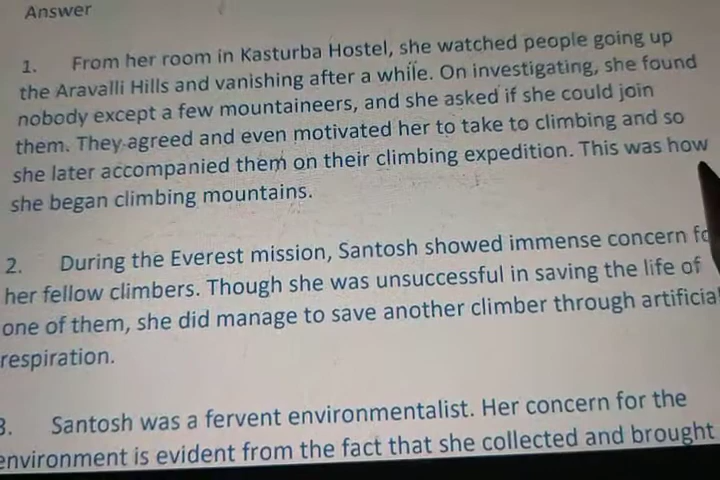 Answer
1. From her room in Kasturba Hostel, she watched people going up
the Aravalli Hills and vanishing after a while. On investigating, she found
nobody except a few mountaineers, and she asked if she could join
them. They agreed and even motivated her to take to climbing and so
she later accompanied them on their climbing expedition. This was how
she began climbing mountains.
2. During the Everest mission, Santosh showed immense concern
her fellow climbers. Though she was unsuccessful in saving the life of
one of them, she did manage to save another climber through artificial
respiration.
3. Santosh was a fervent environmentalist. Her concern for the
environment is evident from the fact that she collected and brought